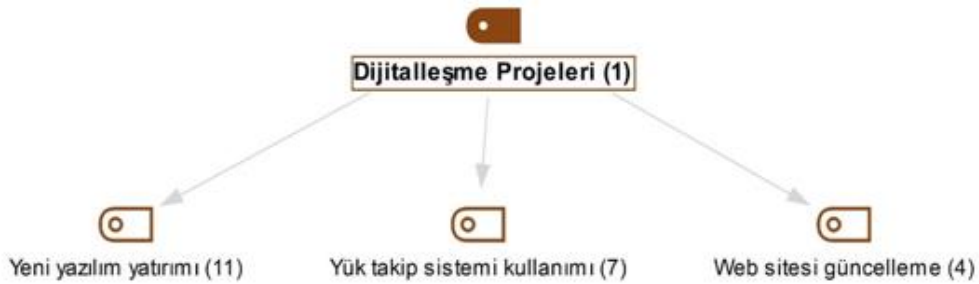 Dijitalleşme Projeleri (1)
Yeni yazılım yatırımı (11)
Yük takip sistemi kullanımı (7)
Web sitesi güncelleme (4)